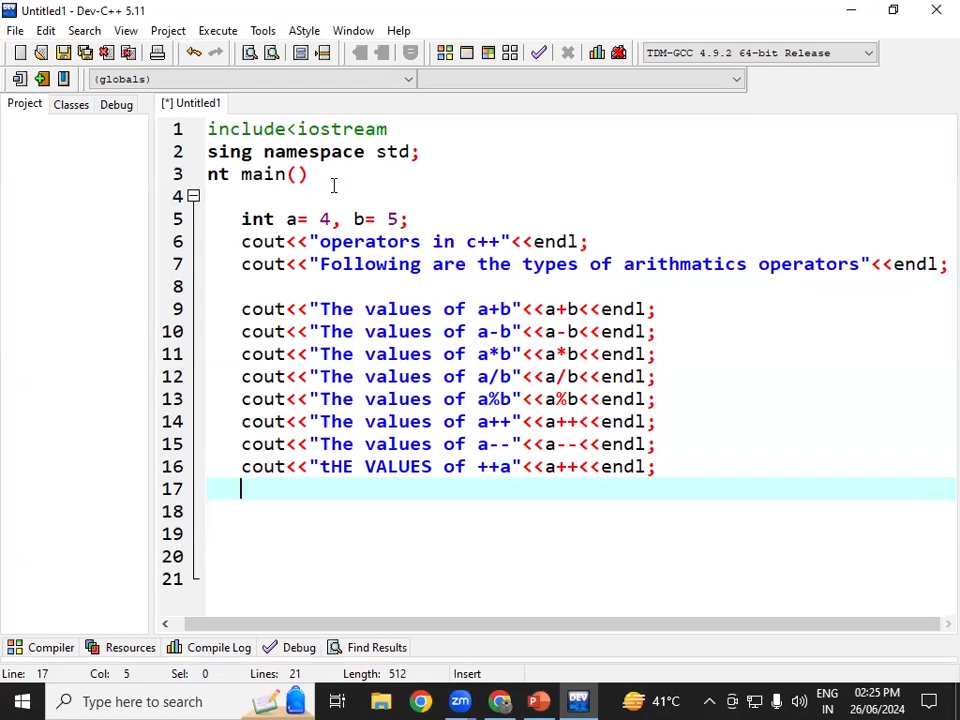 Untitled1 - Dev-C++ 5.11
File Edit Search View Project Execute Tools AStyle Window Help
TDM-GCC 4.9.2 64-bit Release
(globals)
Project Classes Debug [*] Untitled1
1 include<iostream
2 sing namespace std;
3 nt main()
4
5 int a= 4, b= 5;
6 cout<<"operators in c++"<<endl;
7 cout<<"Following are the types of arithmatics operators"<<endl;
8
9 cout<<"The values of a+b"<<a+b<<endl;
10 cout<<"The values of a-b"<<a-b<<endl;
11 cout<<"The values of a*b"<<a*b<<endl;
12 cout<<"The values of a/b"<<a/b<<endl;
13 cout<<"The values of a%b"<<a%b<<endl;
14 cout<<"The values of a++"<<a++<<endl;
15 cout<<"The values of a--"<<a--<<endl;
16 cout<<"tHE VALUES of ++a"<<a++<<endl;
17
18
19
20
21
Compiler Resources Compile Log Debug Find Results
Line: 17 Col: 5 Sel: 0 Lines: 21 Length: 512 Insert
Type here to search zm P DEV 41°C ENG IN 02:25 PM 26/06/2024